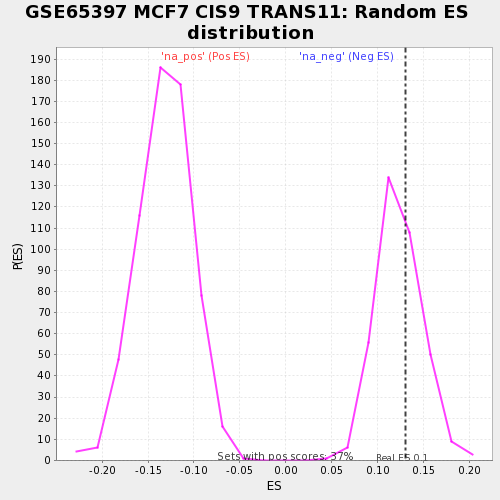 GSE65397 MCF7 CIS9 TRANS11: Random ES
distribution
'na_pos' (Pos ES)
'na_neg' (Neg ES)
190
180
170
160
150
140
130
120
110
100
90
80
70
60
50
40
30
20
10
0
P(ES)
Sets with pos scores: 37%
Real ES 0.1
-0.20 -0.15 -0.10 -0.05 0.00 0.05 0.10 0.15 0.20
ES